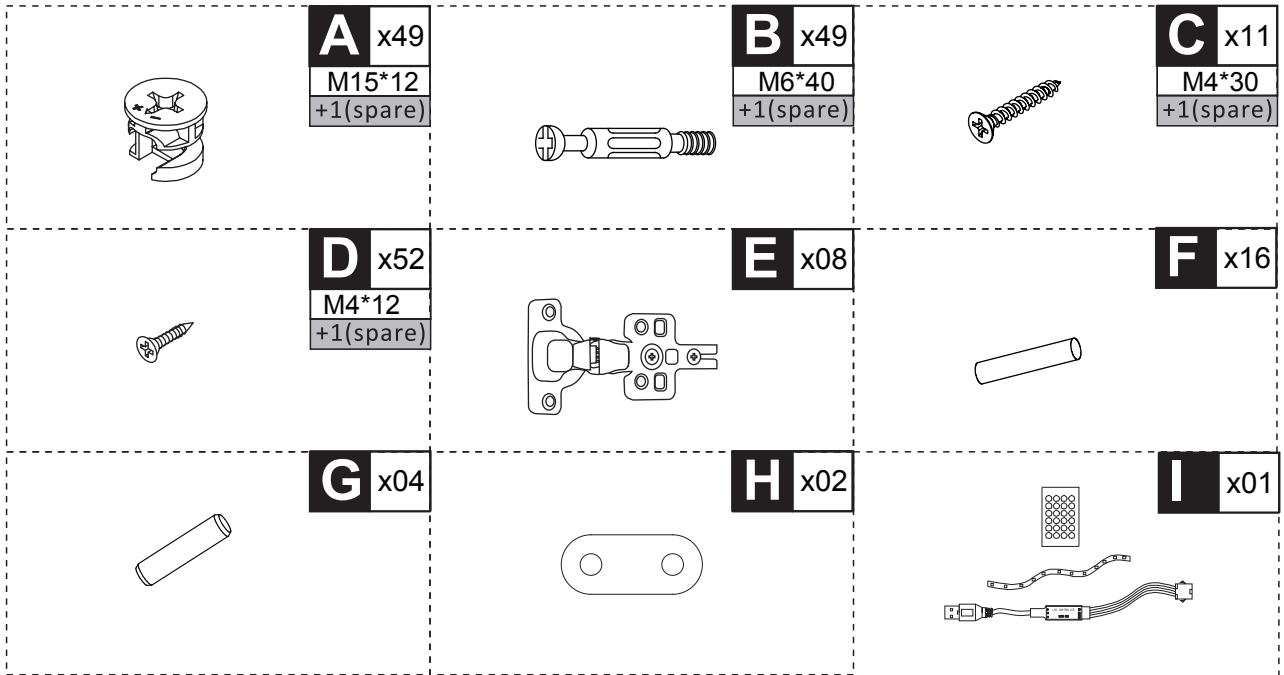 A x49
M15*12
+1(spare)
B x49
M6*40
+1(spare)
C x11
M4*30
+1(spare)
D x52
M4*12
+1(spare)
E x08
F x16
G x04
H x02
I x01